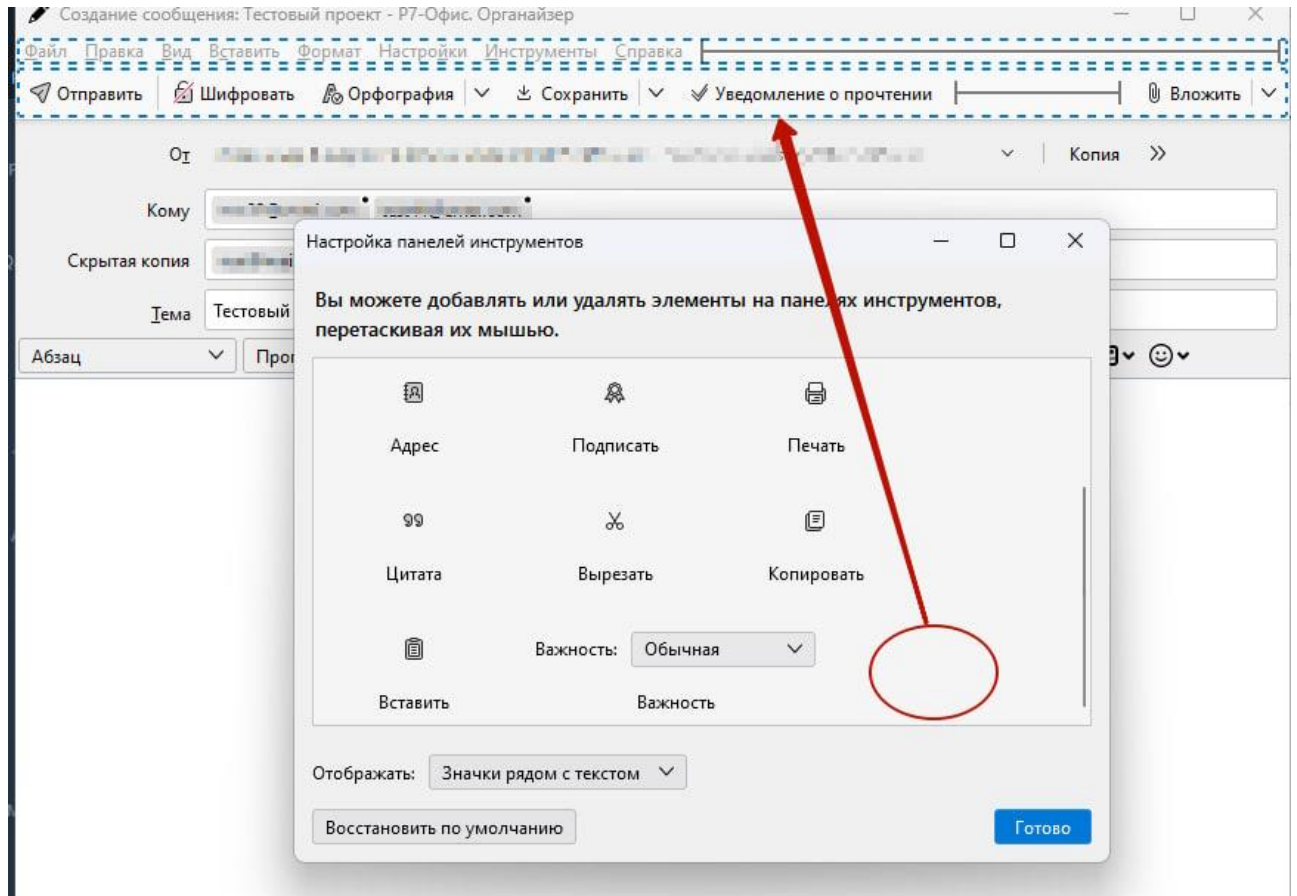 Создание сообщения: Тестовый проект - Р7-Офис. Органайзер
Файл Правка Вид Вставить Формат Настройки Инструменты Справка
Отправить Шифровать Орфография Сохранить Уведомление о прочтении Вложить
От Копия
Кому
Скрытая копия
Тема Тестовый
Абзац
Настройка панелей инструментов
Вы можете добавлять или удалять элементы на панелях инструментов,
перетаскивая их мышью.
Адрес Подписать Печать
Цитата Вырезать Копировать
Важность: Обычная
Вставить Важность
Отображать: Значки рядом с текстом
Восстановить по умолчанию Готово